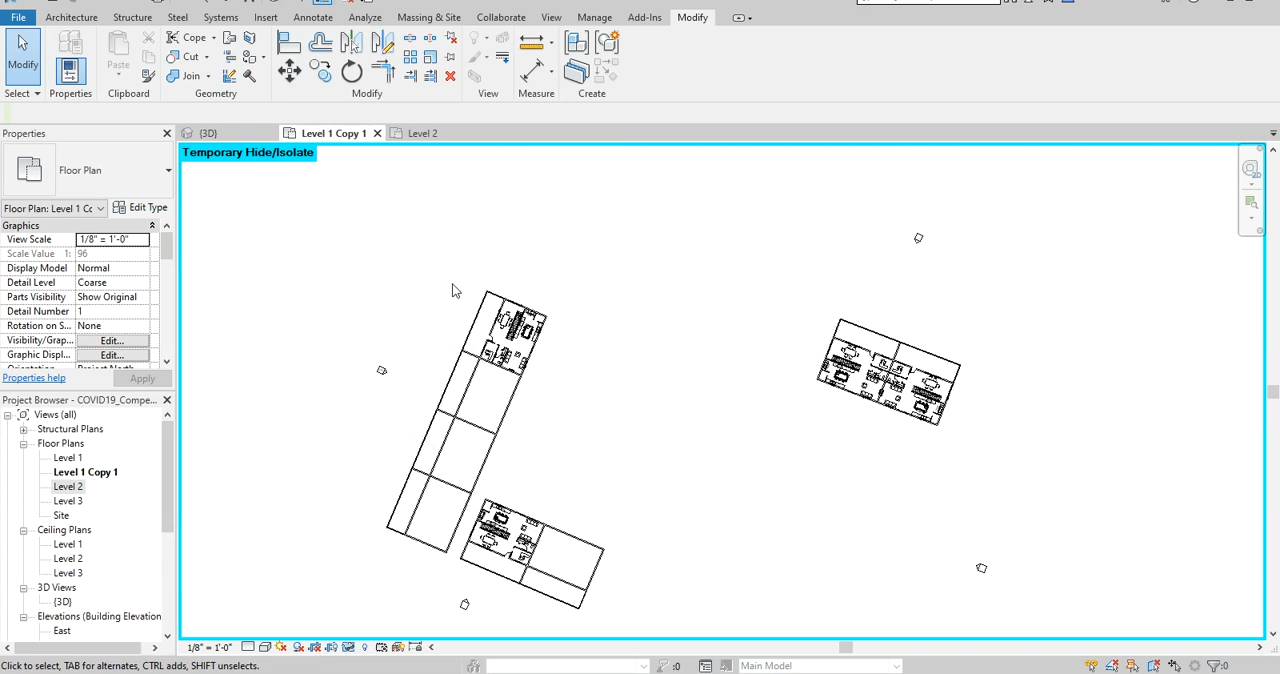 File Architecture Structure Steel Systems Insert Annotate Analyze Massing & Site Collaborate View Manage Add-Ins Modify
Modify
Cope
Cut
Join
Paste
Select Properties Clipboard Geometry Modify View Measure Create
Properties
{3D} Level 1 Copy 1 Level 2
Temporary Hide/Isolate
Floor Plan
2D
Floor Plan: Level 1 Cc Edit Type
Graphics
View Scale 1/8" = 1'-0"
Scale Value 1: 96
Display Model Normal
Detail Level Coarse
Parts Visibility Show Original
Detail Number 1
Rotation on S... None
Visibility/Grap... Edit...
Graphic Displ... Edit...
Properties help Apply
Project Browser - COVID19_Compe...
Views (all)
Structural Plans
Floor Plans
Level 1
Level 1 Copy 1
Level 2
Level 3
Site
Ceiling Plans
Level 1
Level 2
Level 3
3D Views
{3D}
Elevations (Building Elevation
East
1/8" = 1'-0"
Click to select, TAB for alternates, CTRL adds, SHIFT unselects.
:0
Main Model
:0